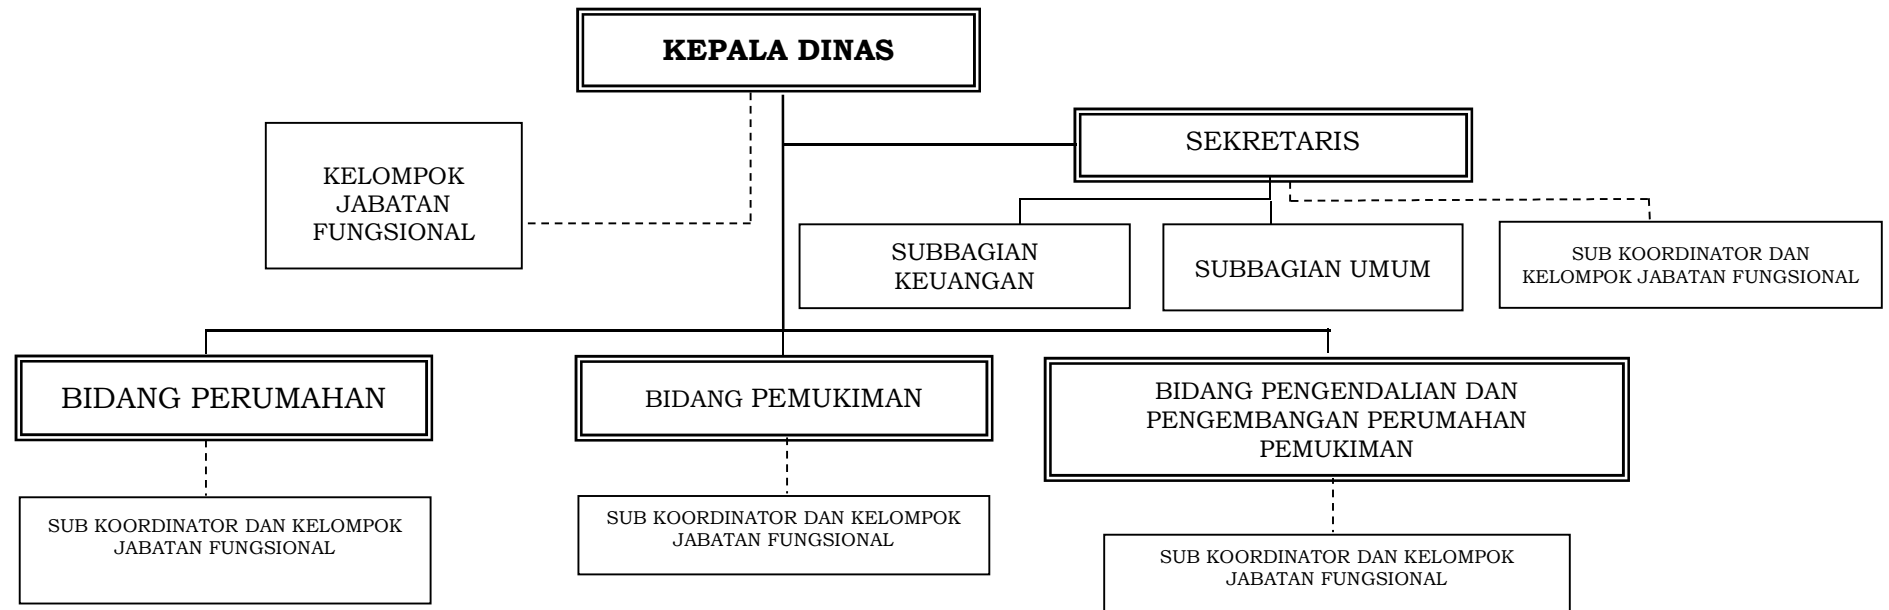 KEPALA DINAS
SEKRETARIS
KELOMPOK
JABATAN
FUNGSIONAL
SUBBAGIAN
KEUANGAN
SUBBAGIAN UMUM
SUB KOORDINATOR DAN
KELOMPOK JABATAN FUNGSIONAL
BIDANG PERUMAHAN
BIDANG PEMUKIMAN
BIDANG PENGENDALIAN DAN
PENGEMBANGAN PERUMAHAN
PEMUKIMAN
SUB KOORDINATOR DAN KELOMPOK
JABATAN FUNGSIONAL
SUB KOORDINATOR DAN KELOMPOK
JABATAN FUNGSIONAL
SUB KOORDINATOR DAN KELOMPOK
JABATAN FUNGSIONAL